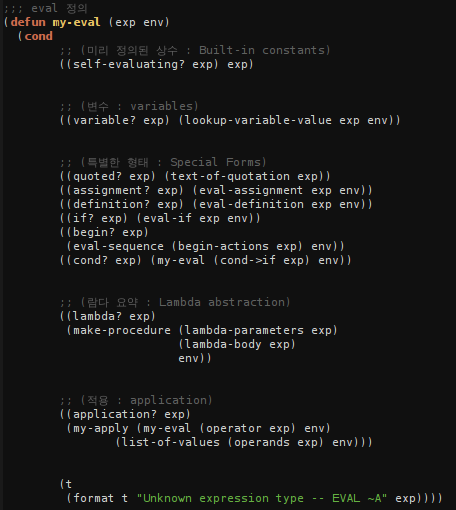 ;;; eval 정의
(defun my-eval (exp env)
(cond
;; (미리 정의된 상수 : Built-in constants)
((self-evaluating? exp) exp)
;; (변수 : variables)
((variable? exp) (lookup-variable-value exp env))
;; (특별한 형태 : Special Forms)
((quoted? exp) (text-of-quotation exp))
((assignment? exp) (eval-assignment exp env))
((definition? exp) (eval-definition exp env))
((if? exp) (eval-if exp env))
((begin? exp)
(eval-sequence (begin-actions exp) env))
((cond? exp) (my-eval (cond->if exp) env))
;; (람다 요약 : Lambda abstraction)
((lambda? exp)
(make-procedure (lambda-parameters exp)
(lambda-body exp)
env))
;; (적용 : application)
((application? exp)
(my-apply (my-eval (operator exp) env)
(list-of-values (operands exp) env)))
(t
(format t "Unknown expression type -- EVAL ~A" exp))))